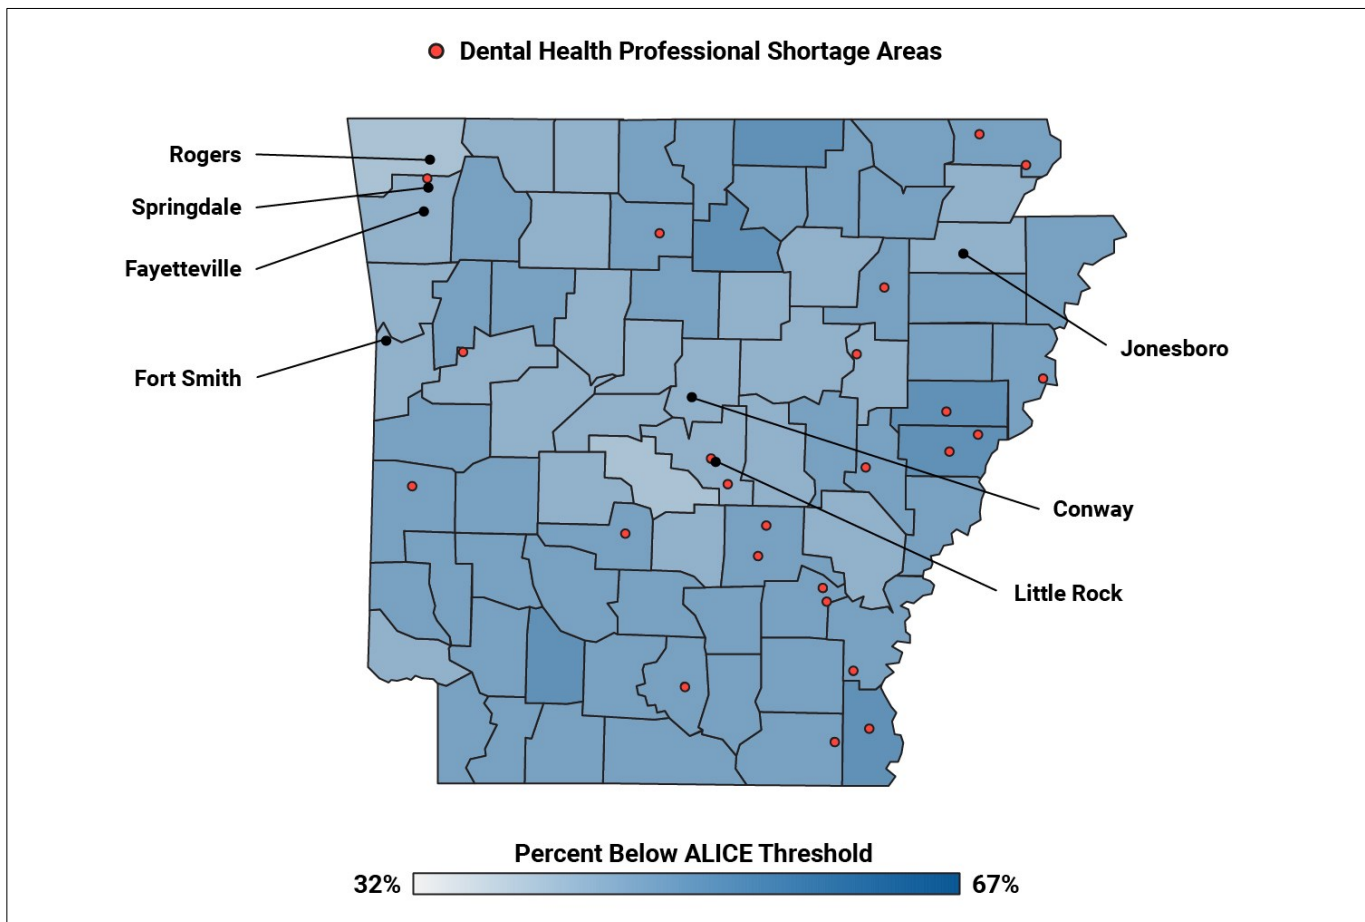 Dental Health Professional Shortage Areas
Rogers
Springdale
Fayetteville
Fort Smith
Jonesboro
Conway
Little Rock
Percent Below ALICE Threshold
32%
67%